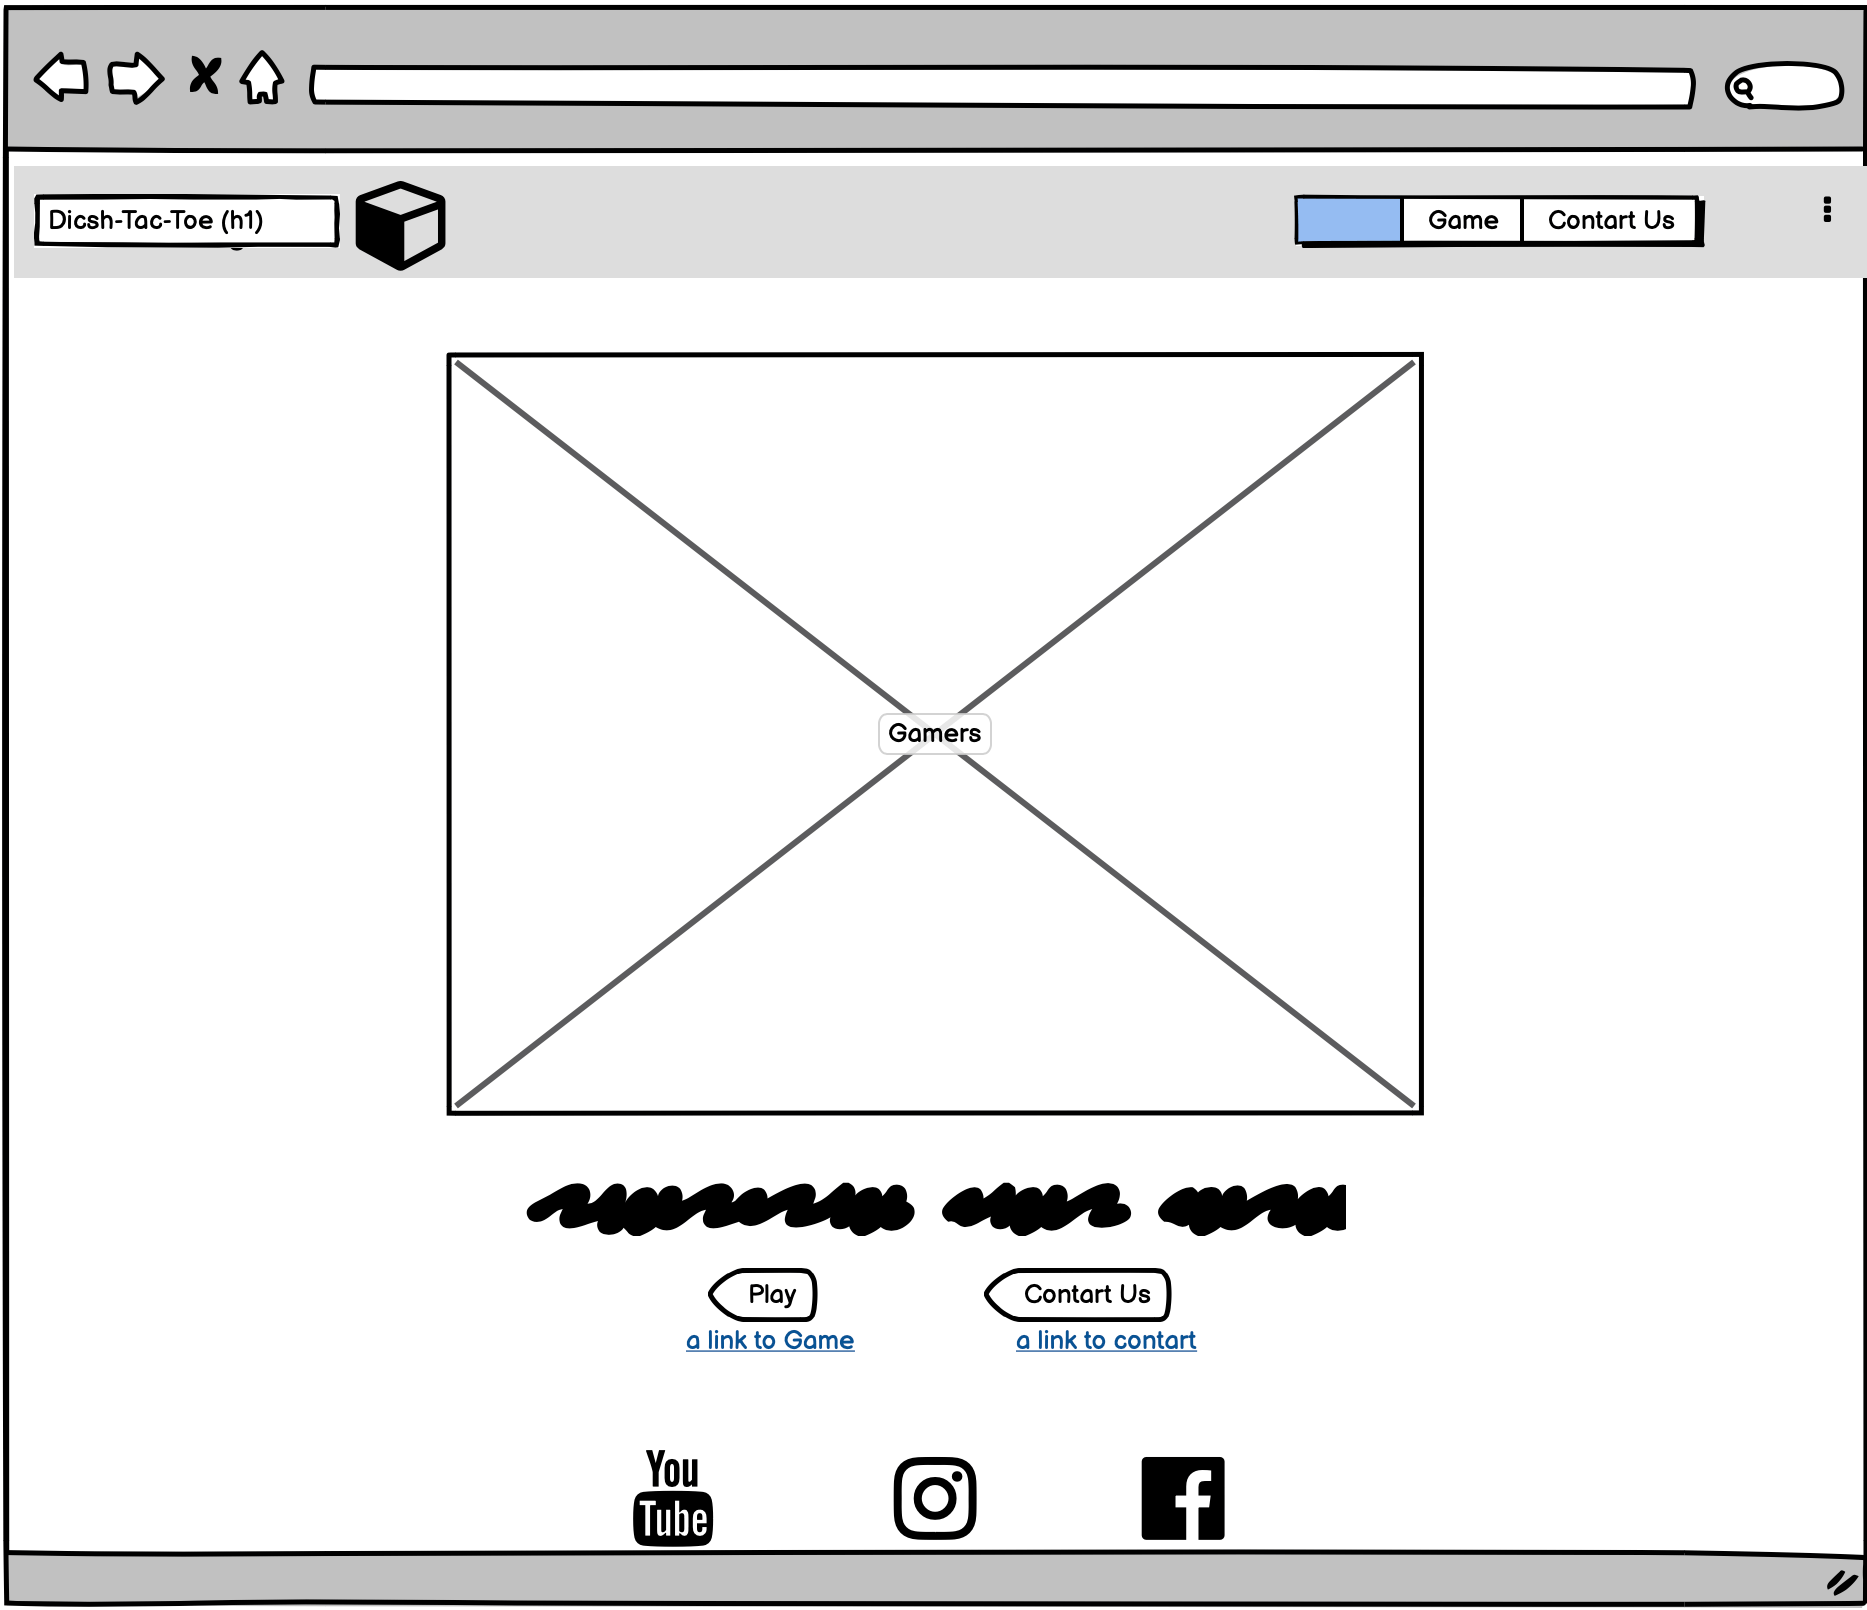 Dicsh-Tac-Toe (h1)
Game
Contart Us
Gamers
Play
Contart Us
a link to Game
a link to contart
You
Tube